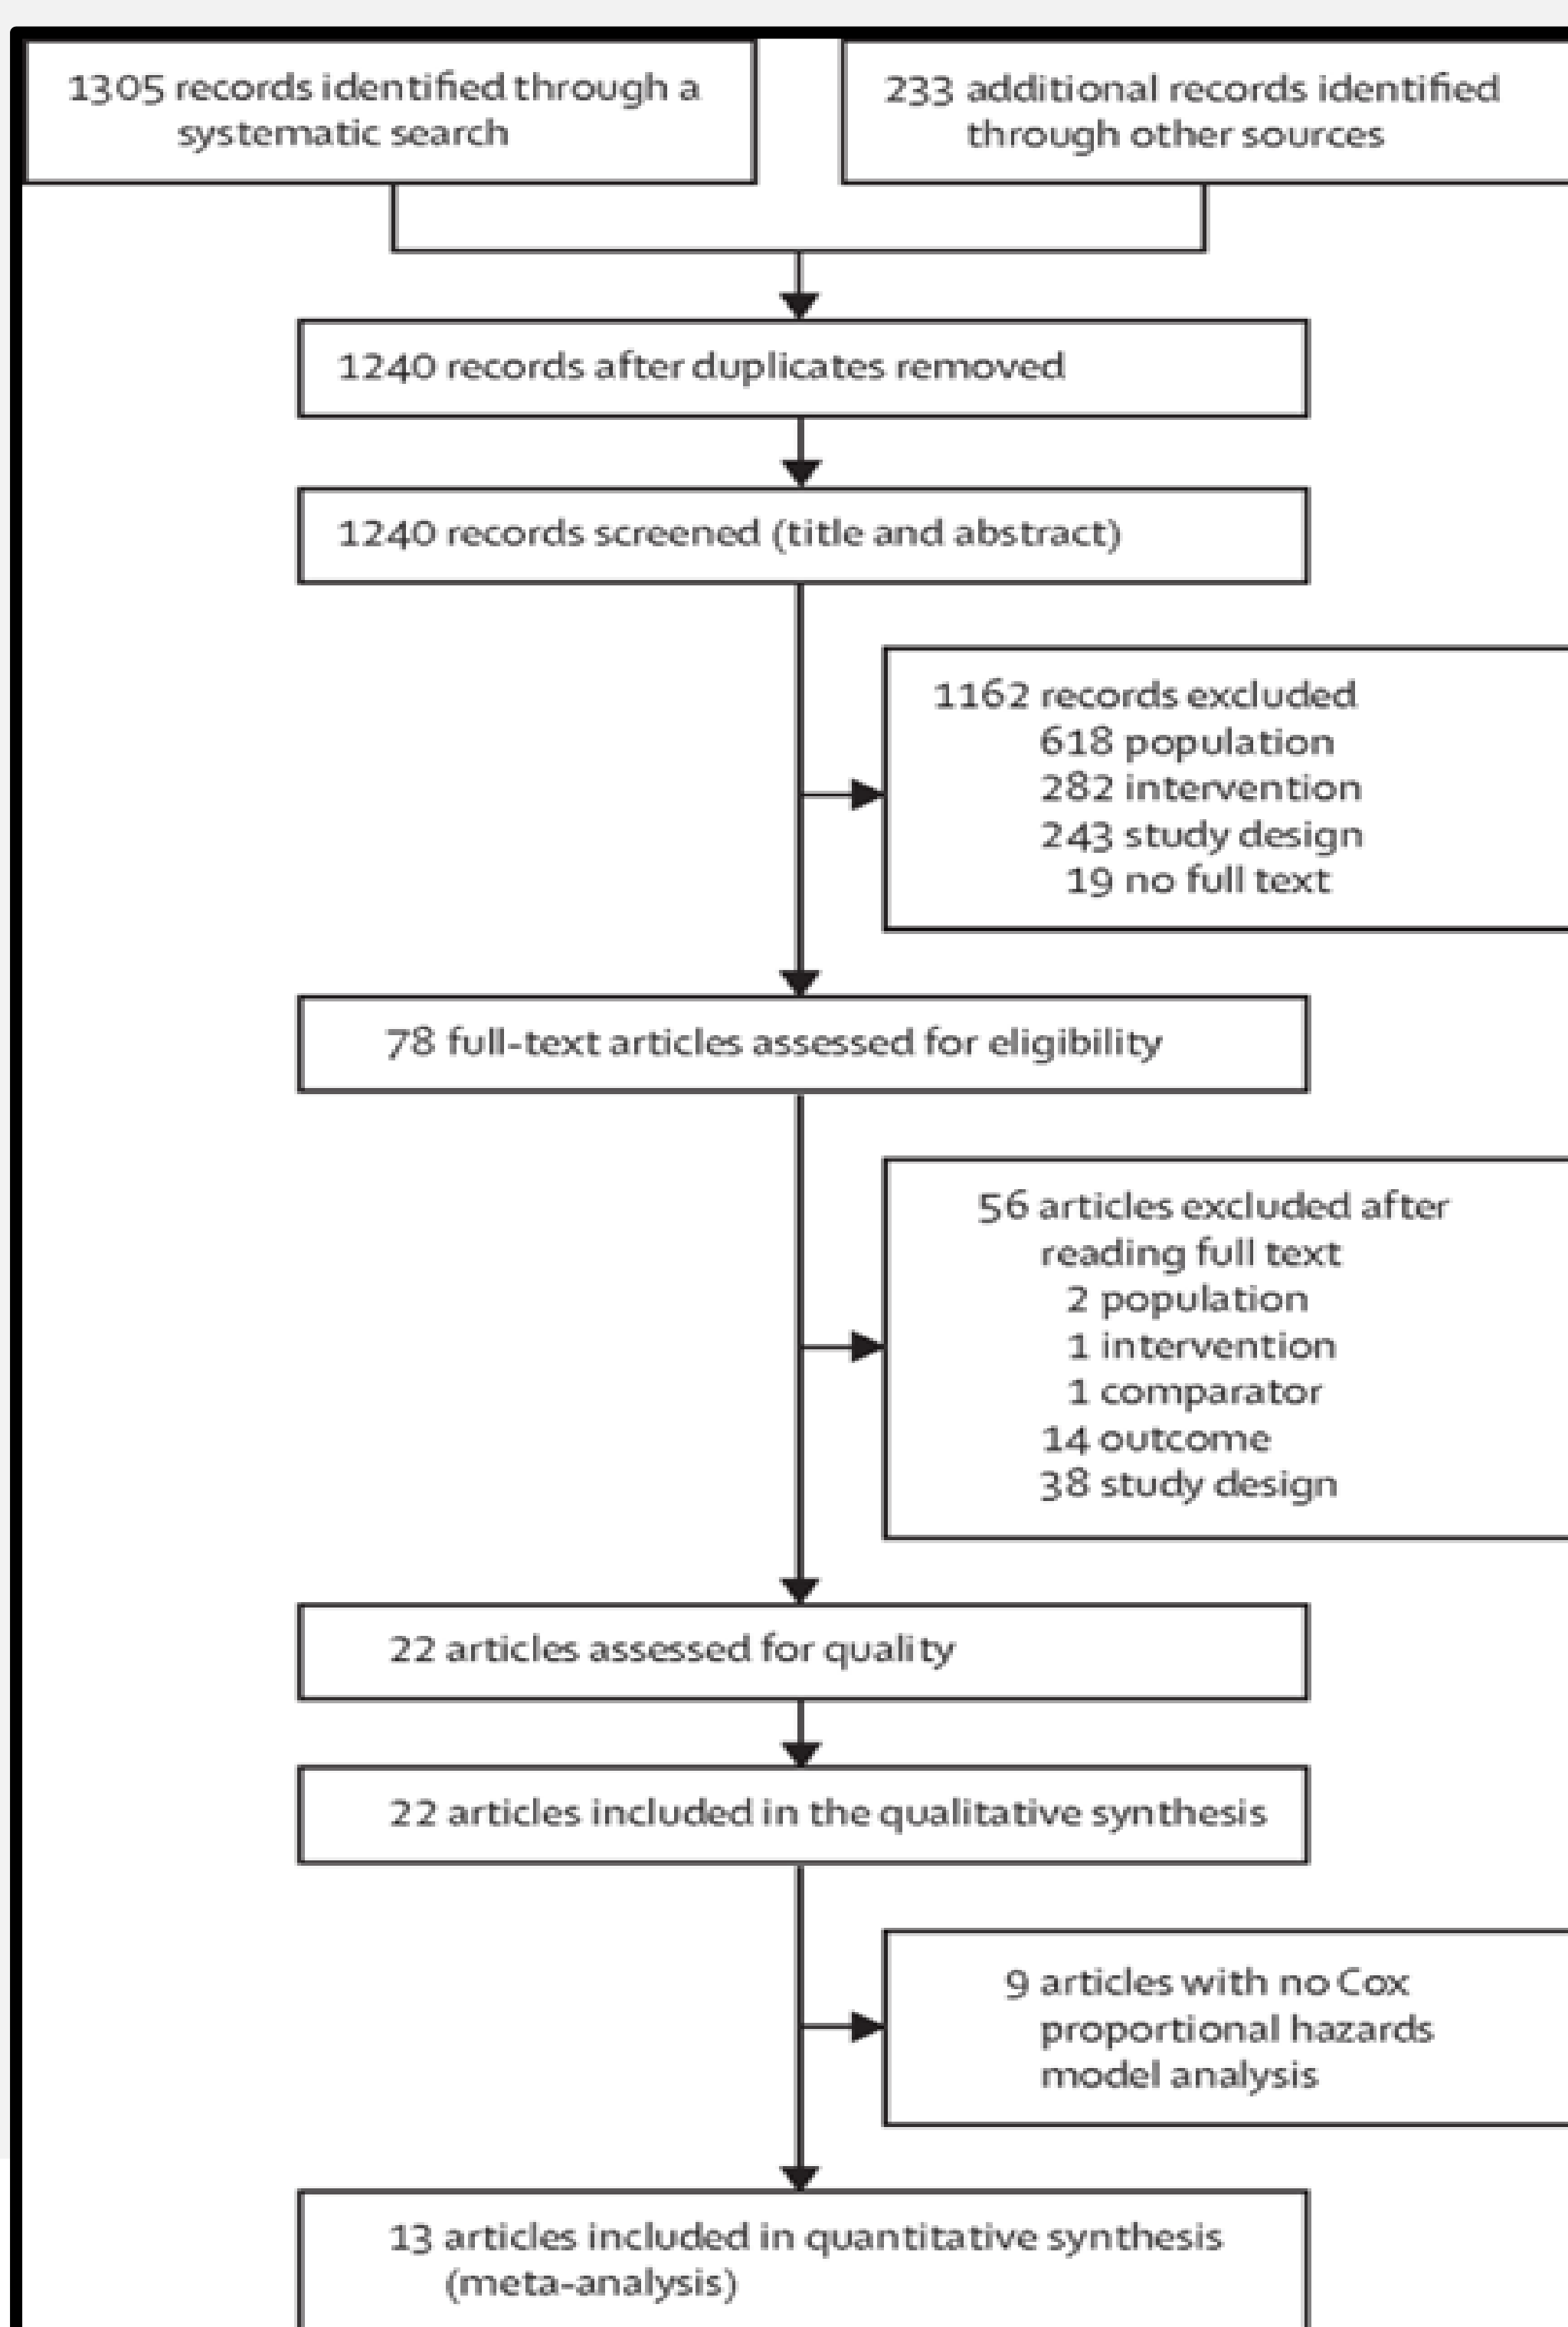 1305 records identified through a
systematic search
233 additional records identified
through other sources
1240 records after duplicates removed
1240 records screened (title and abstract)
1162 records excluded
618 population
282 intervention
243 study design
19 no full text
78 full-text articles assessed for eligibility
56 articles excluded after
reading full text
2 population
1 intervention
1 comparator
14 outcome
38 study design
22 articles assessed for quality
22 articles included in the qualitative synthesis
9 articles with no Cox
proportional hazards
model analysis
13 articles included in quantitative synthesis
(meta-analysis)